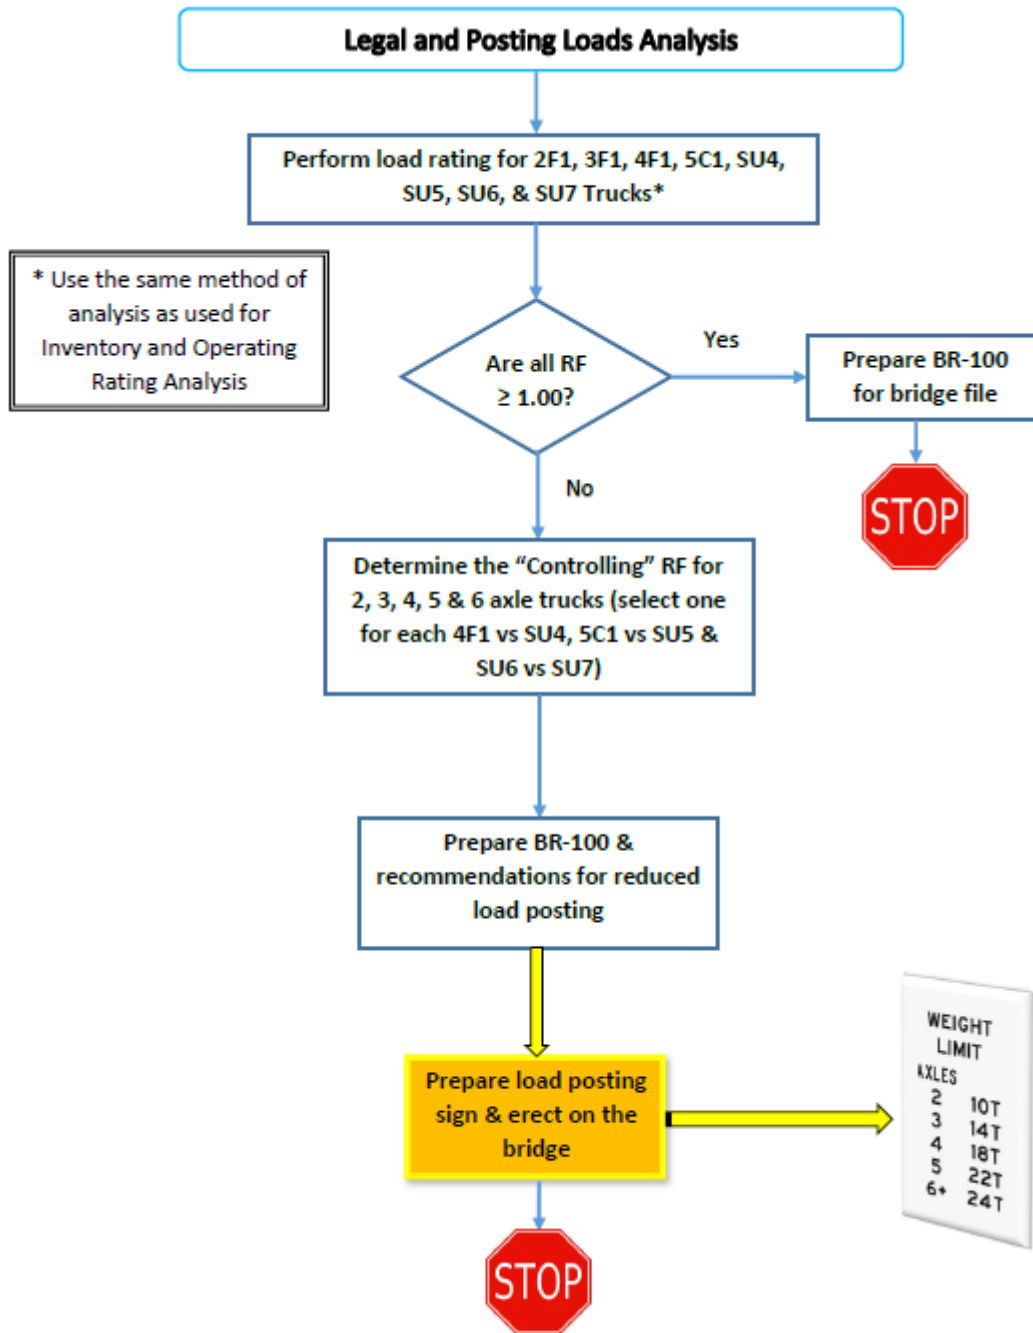 Legal and Posting Loads Analysis
Perform load rating for 2F1, 3F1, 4F1, 5C1, SU4,
SU5, SU6, & SU7 Trucks*
* Use the same method of
analysis as used for
Inventory and Operating
Rating Analysis
Are all RF
≥ 1.00?
Yes
Prepare BR-100
for bridge file
STOP
No
Determine the “Controlling” RF for
2, 3, 4, 5 & 6 axle trucks (select one
for each 4F1 vs SU4, 5C1 vs SU5 &
SU6 vs SU7)
Prepare BR-100 &
recommendations for reduced
load posting
Prepare load posting
sign & erect on the
bridge
WEIGHT
LIMIT
AXLES
2 10T
3 14T
4 18T
5 22T
6+ 24T
STOP